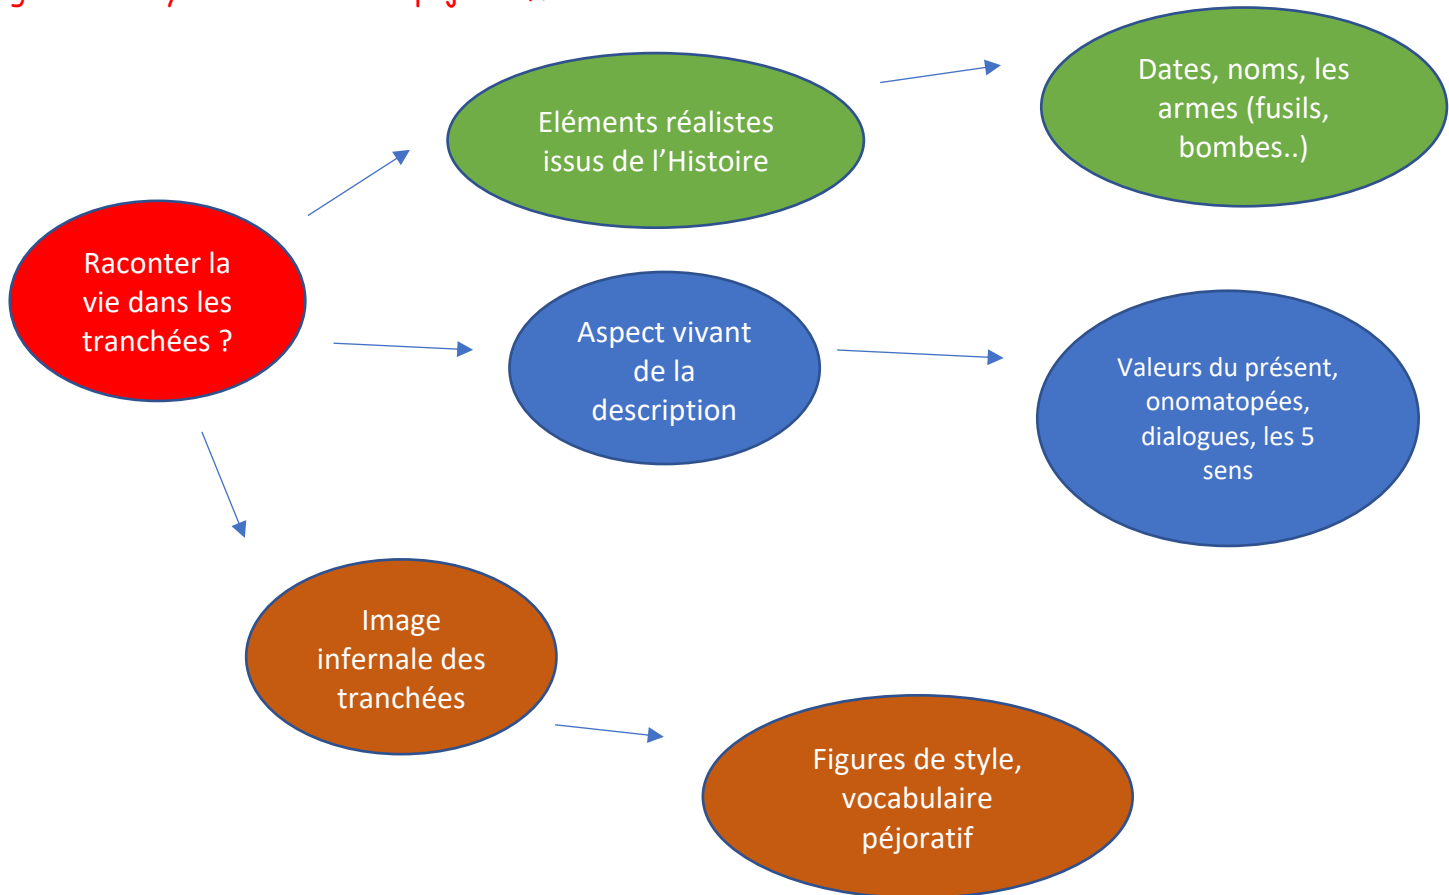 Raconter la
vie dans les
tranchées ?
Eléments réalistes
issus de l’Histoire
Dates, noms, les
armes (fusils,
bombes..)
Aspect vivant
de la
description
Valeurs du présent,
onomatopées,
dialogues, les 5
sens
Image
infernale des
tranchées
Figures de style,
vocabulaire
péjoratif